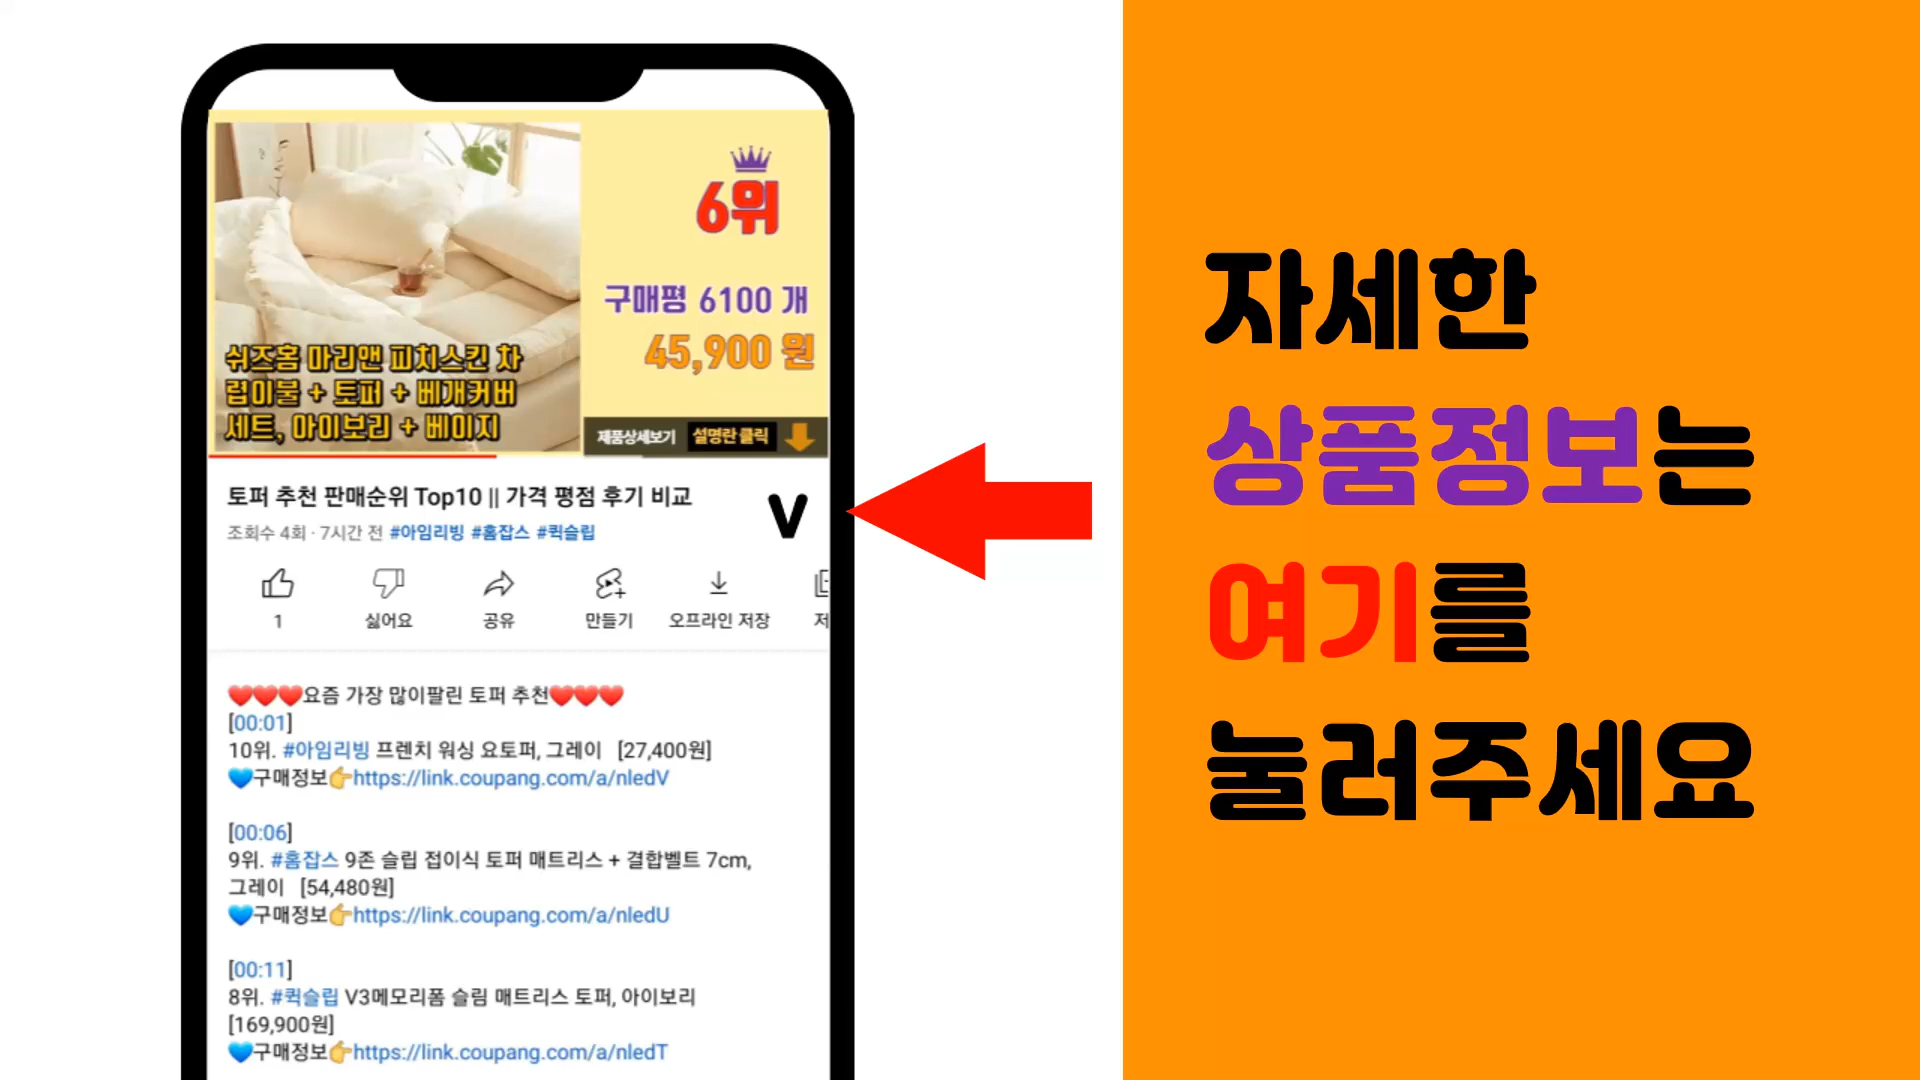 6위
구매평 6100 개
45,900 원
쉬즈홈 마리앤 피치스킨 차
렵이불 + 토퍼 + 베개커버
세트, 아이보리 + 베이지
제품상세보기 설명란 클릭
토퍼 추천 판매순위 Top10 || 가격 평점 후기 비교
V
조회수 4회 · 7시간 전 #아임리빙 #홈잡스 #퀵슬립
1 싫어요 공유 만들기 오프라인 저장 저
❤❤❤요즘 가장 많이팔린 토퍼 추천❤❤❤
[00:01]
10위. #아임리빙 프렌치 워싱 요토퍼, 그레이 [27,400원]
💙구매정보👉https://link.coupang.com/a/nledV
[00:06]
9위. #홈잡스 9존 슬립 접이식 토퍼 매트리스 + 결합벨트 7cm,
그레이 [54,480원]
💙구매정보👉https://link.coupang.com/a/nledU
[00:11]
8위. #퀵슬립 V3메모리폼 슬림 매트리스 토퍼, 아이보리
[169,900원]
💙구매정보👉https://link.coupang.com/a/nledT
자세한
상품정보는
여기를
눌러주세요